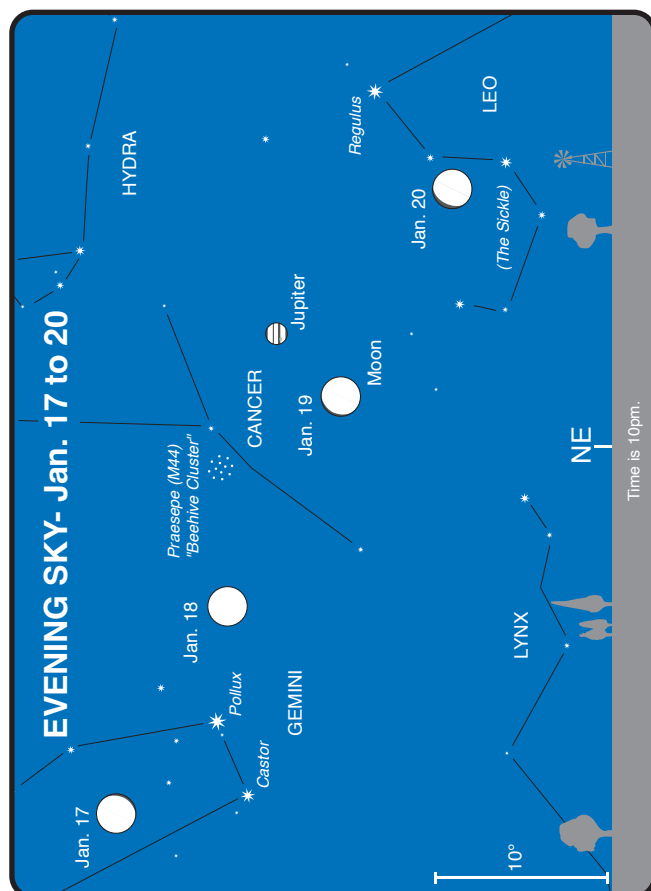 EVENING SKY- Jan. 17 to 20
HYDRA
Regulus
LEO
Jan. 20
(The Sickle)
Jupiter
CANCER
Praesepe (M44)
"Beehive Cluster"
Jan. 19
Moon
Jan. 18
Pollux
GEMINI
Castor
Jan. 17
LYNX
10°
NE
Time is 10pm.